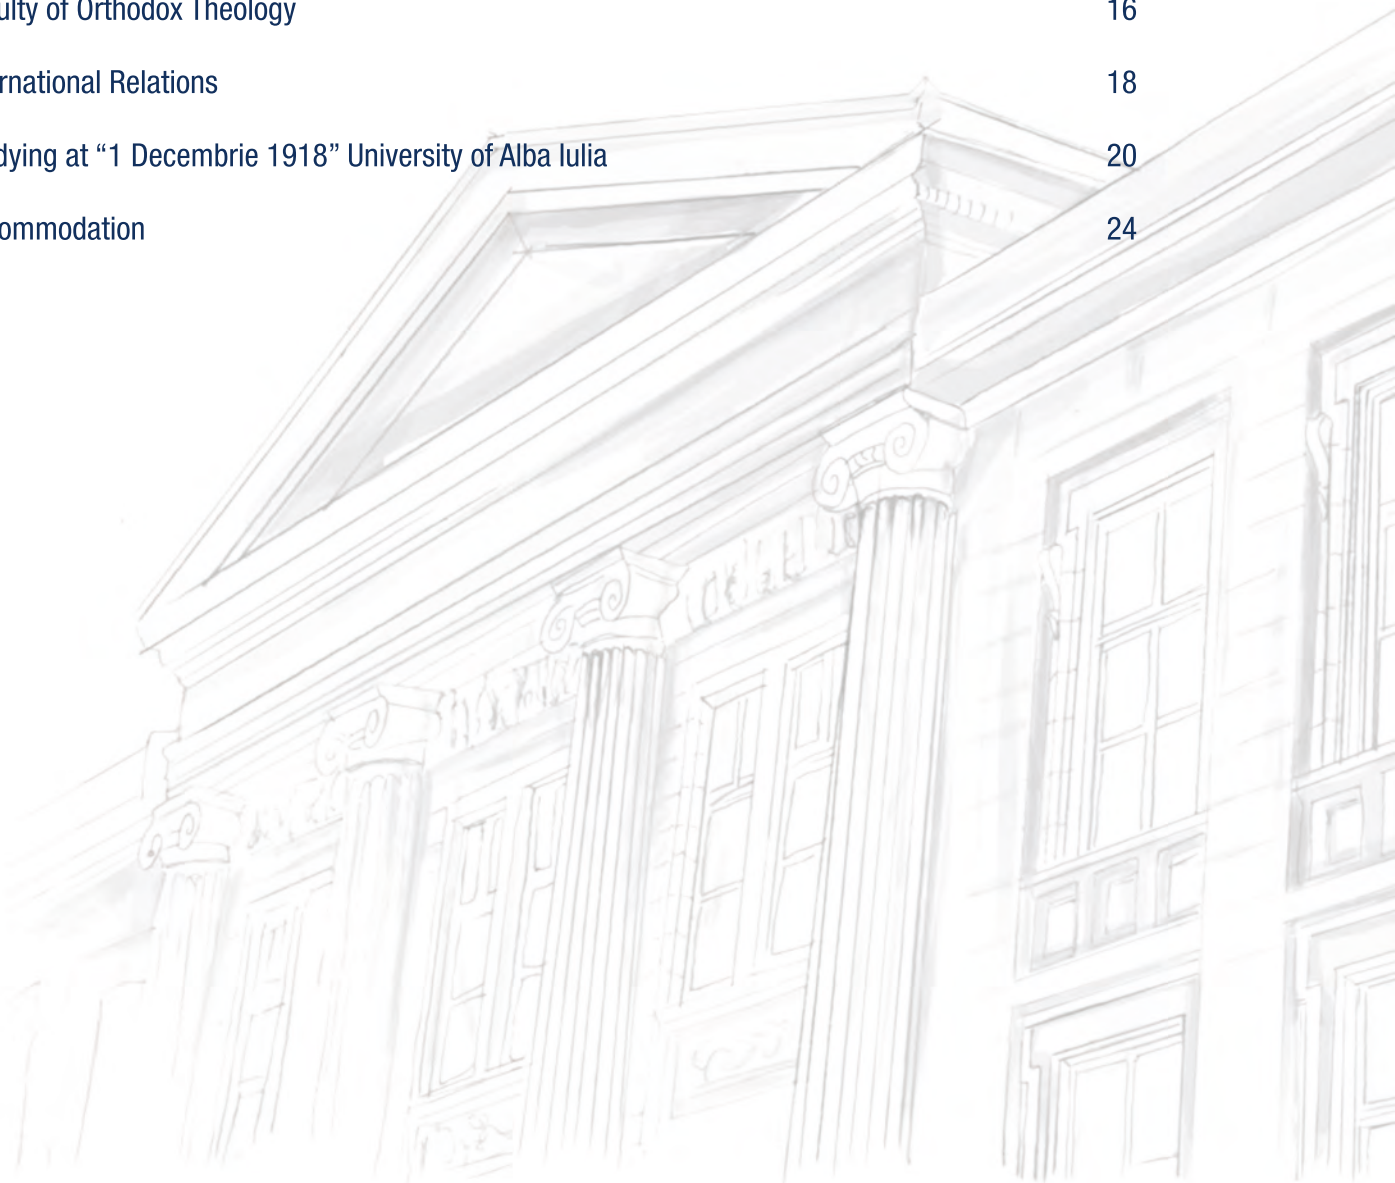 ulty of Orthodox Theology 16
rnational Relations 18
dying at “1 Decembrie 1918” University of Alba Iulia 20
ommodation 24